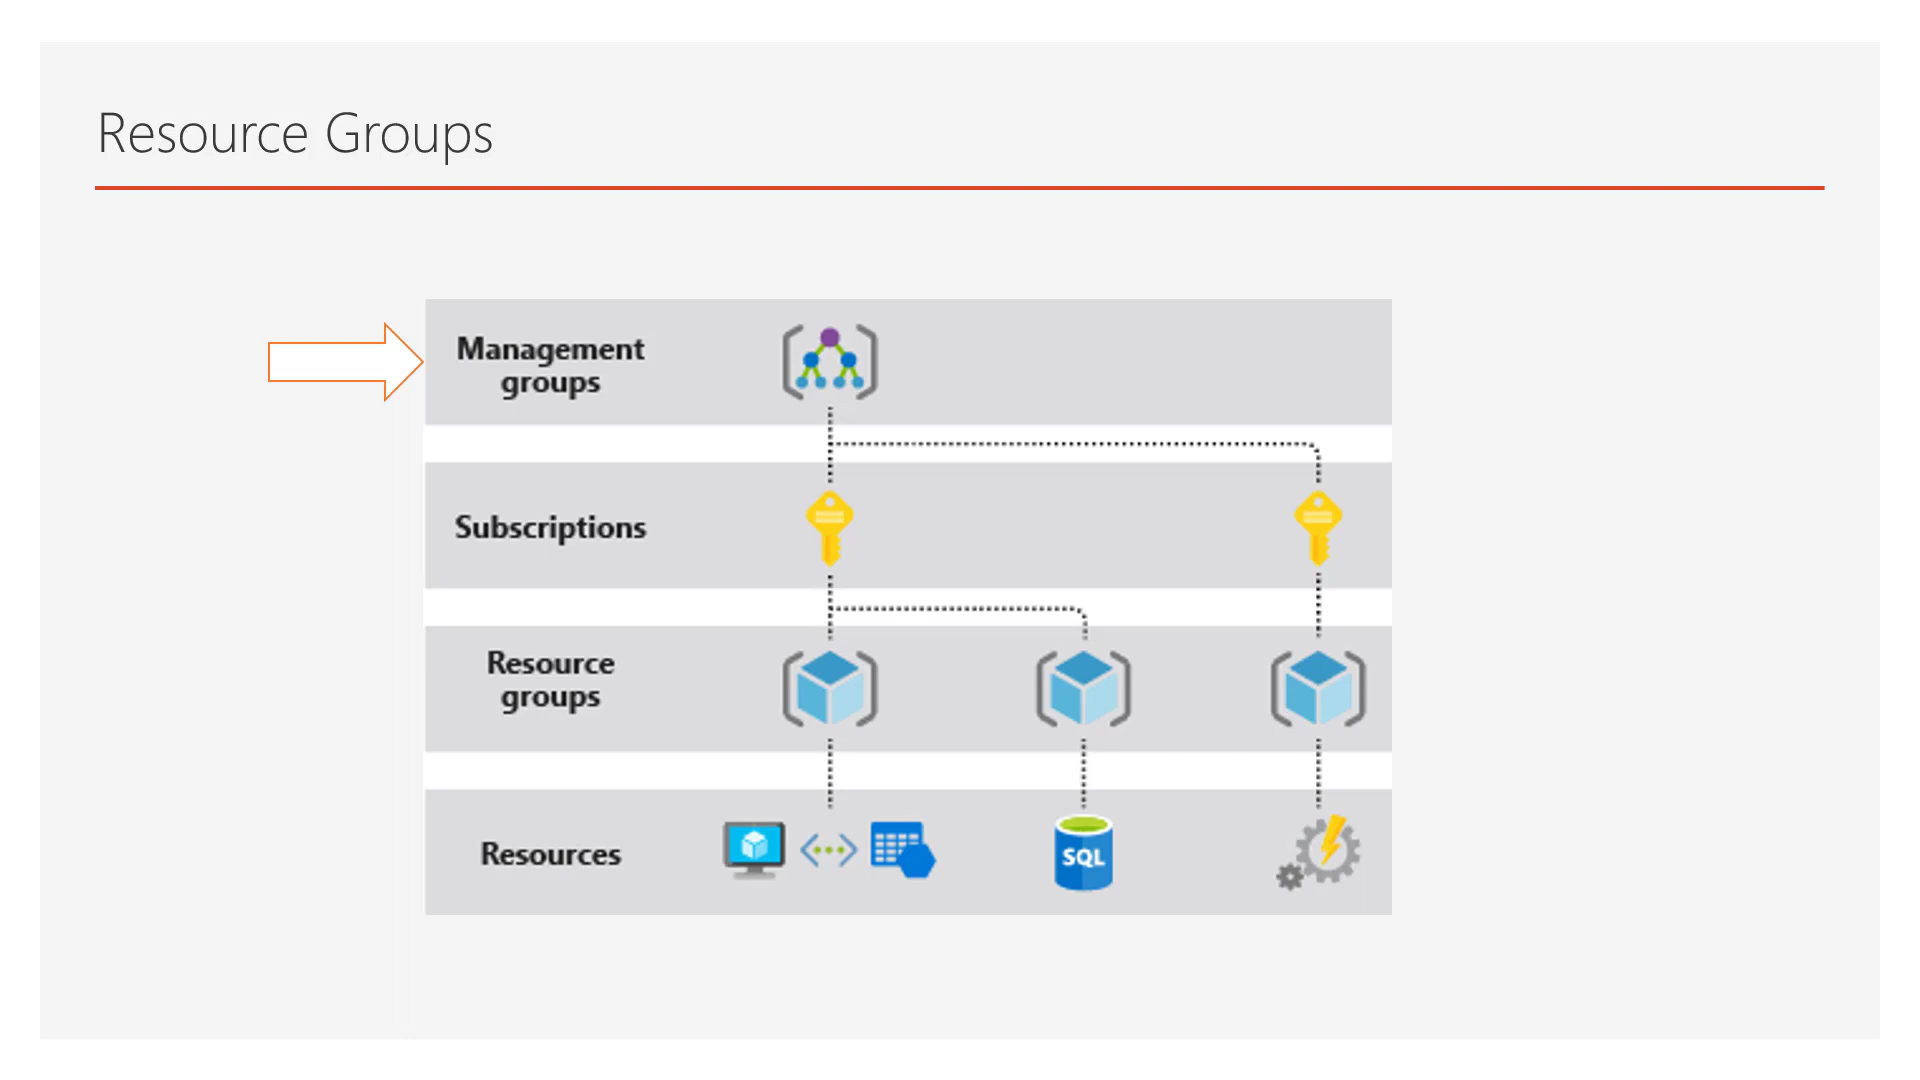 Resource Groups
Management
groups
Subscriptions
Resource
groups
Resources
SQL